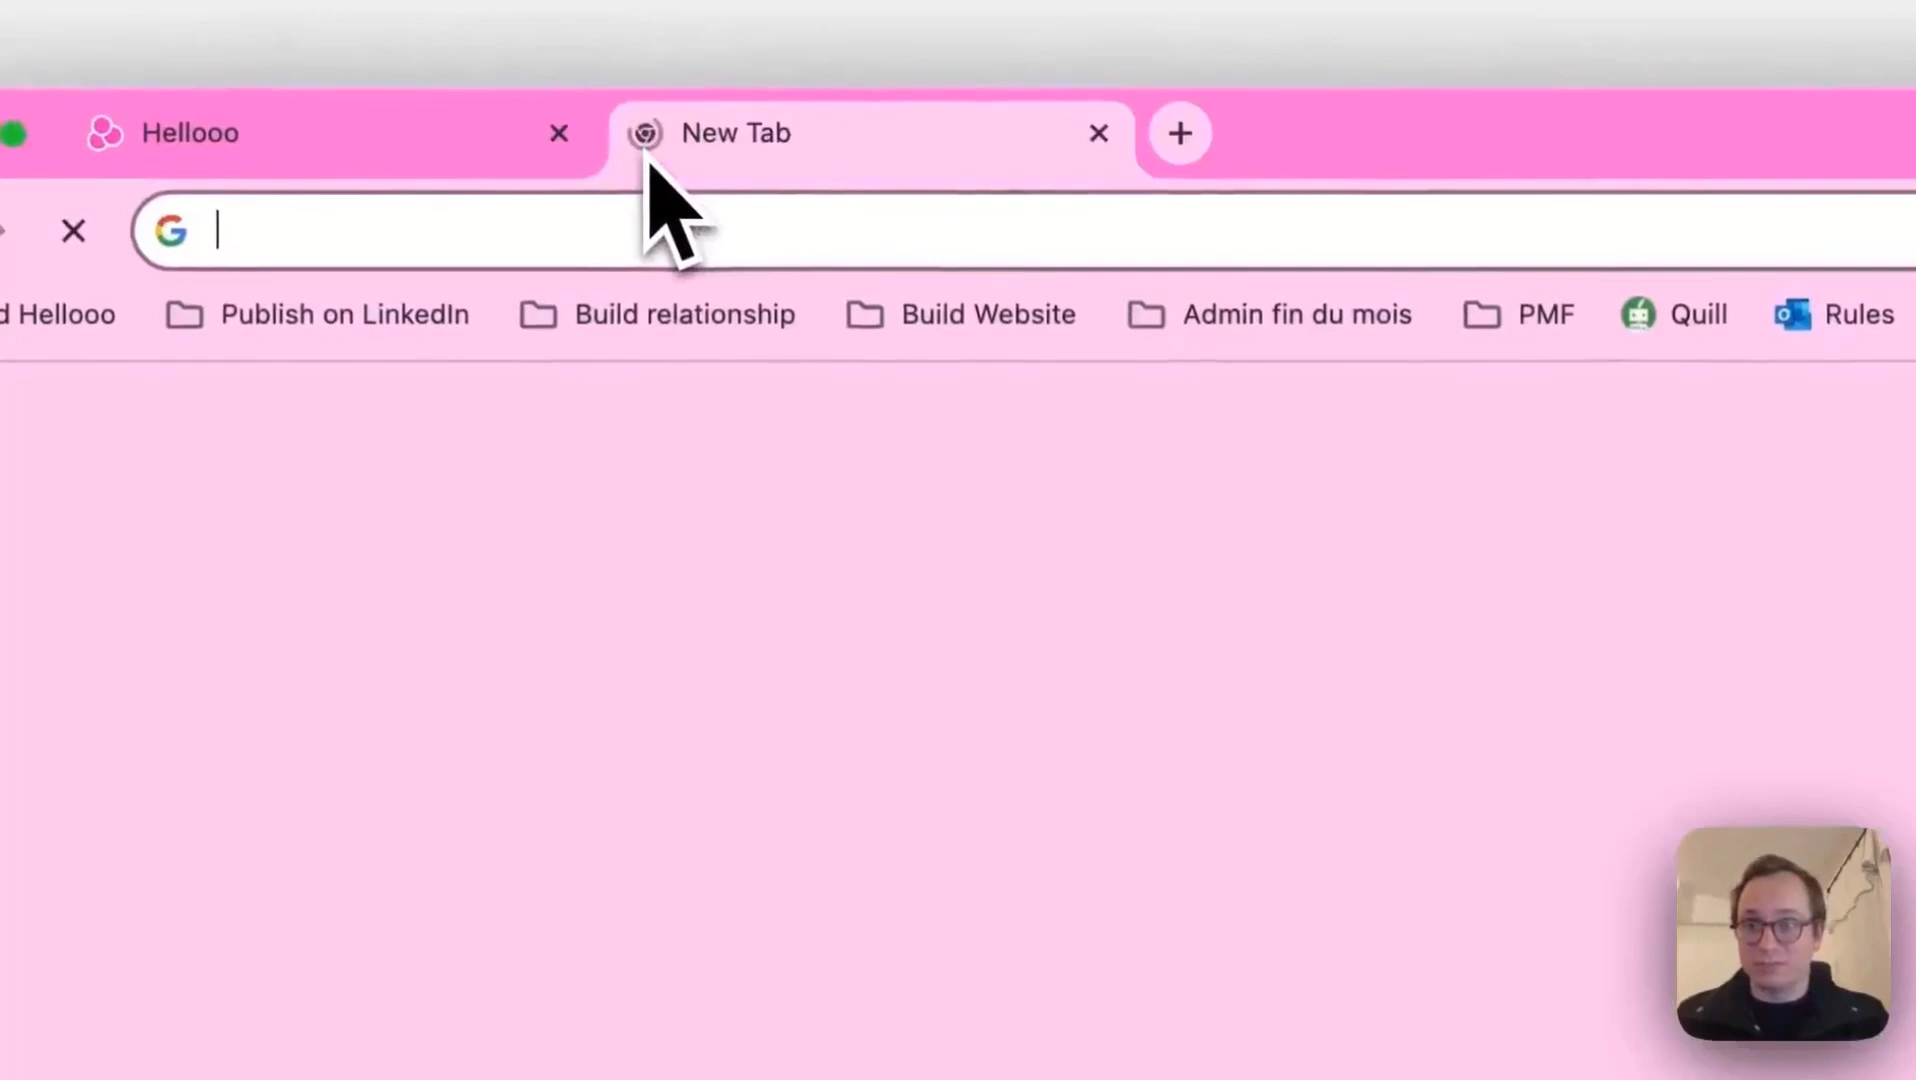 Hellooo
New Tab
d Hellooo
Publish on LinkedIn
Build relationship
Build Website
Admin fin du mois
PMF
Quill
Rules